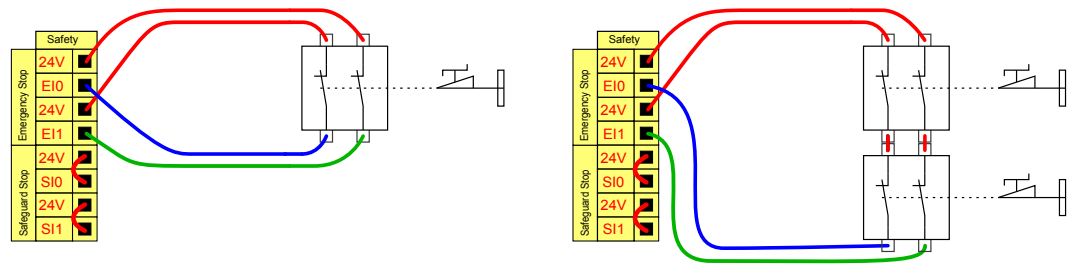 Safety
Emergency Stop
24V
EI0
24V
EI1
Safeguard Stop
24V
SI0
24V
SI1
Safety
Emergency Stop
24V
EI0
24V
EI1
Safeguard Stop
24V
SI0
24V
SI1